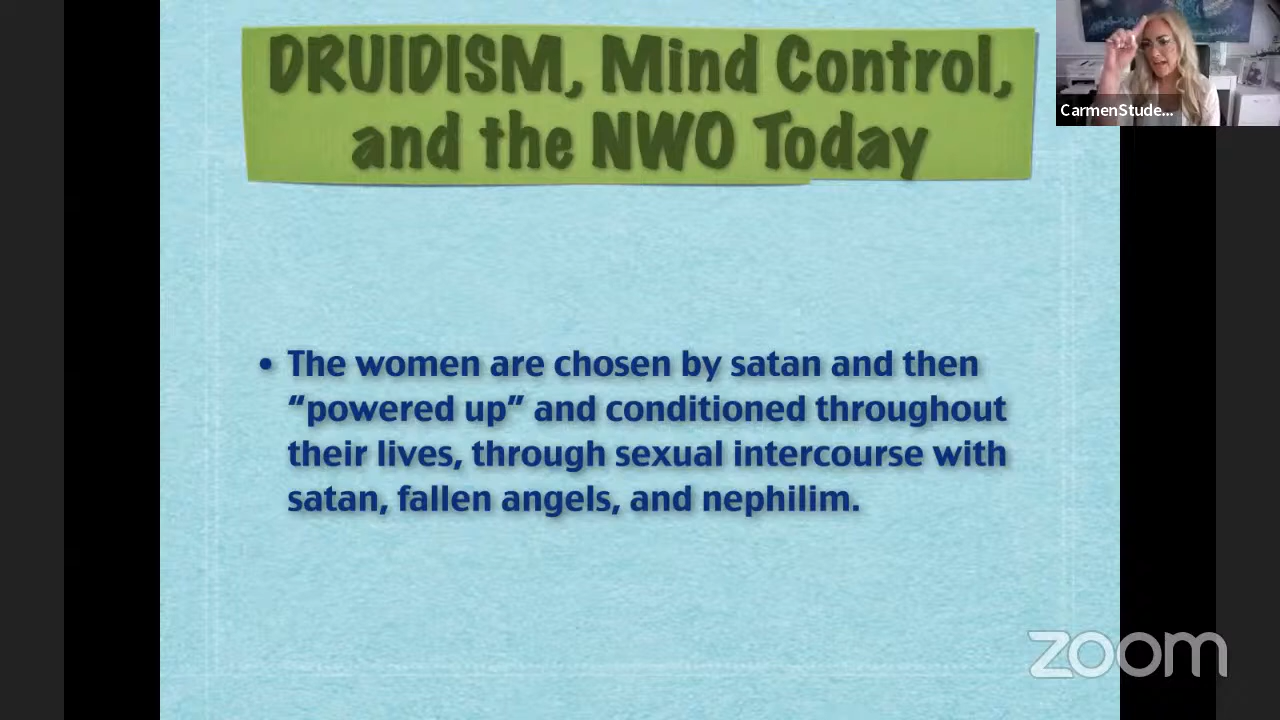 DRUIDISM, Mind Control,
and the NWO Today
CarmenStude...
• The women are chosen by satan and then
“powered up” and conditioned throughout
their lives, through sexual intercourse with
satan, fallen angels, and nephilim.
zoom